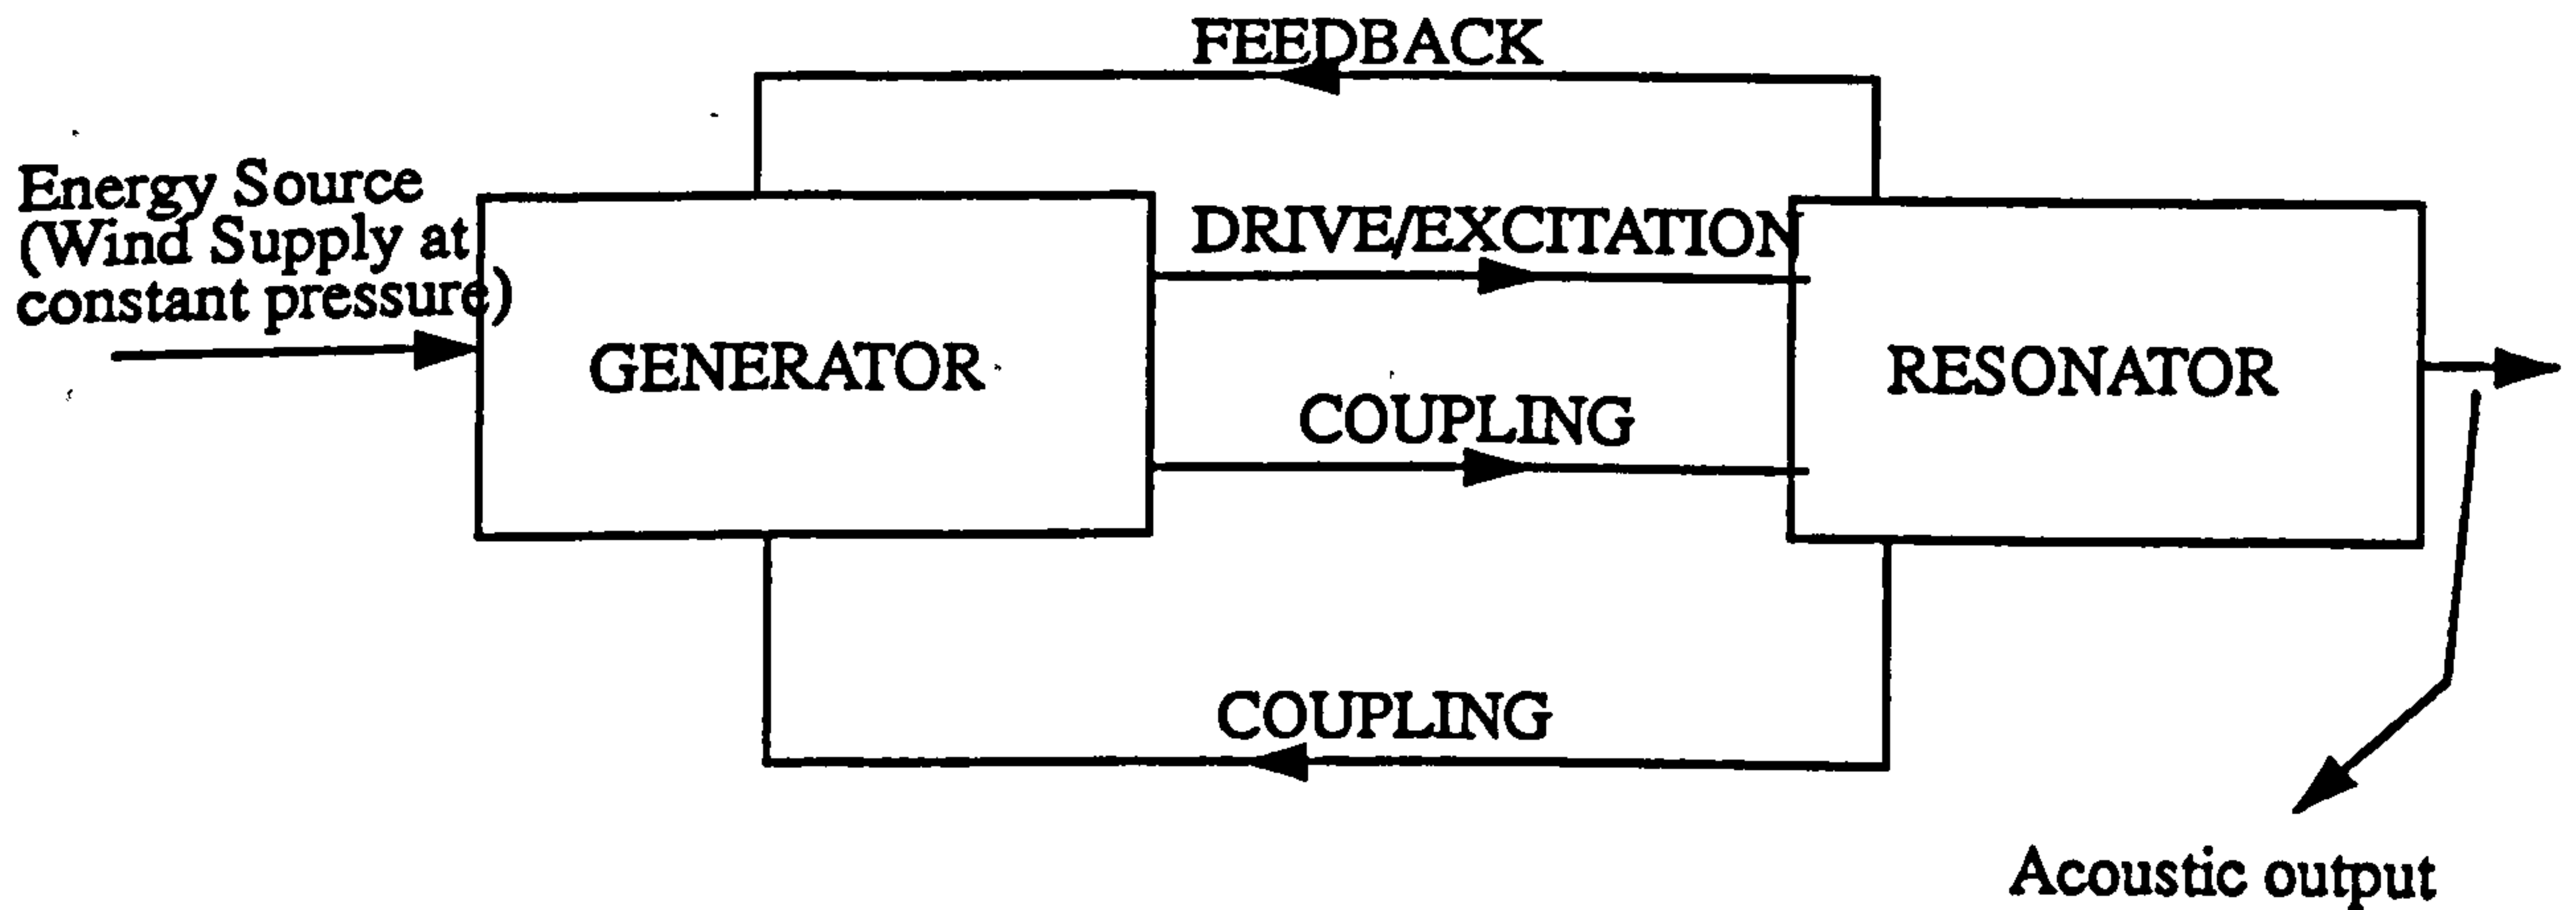 FEEDBACK
Energy Source
(Wind Supply at
constant pressure)
DRIVE/EXCITATION
GENERATOR
RESONATOR
COUPLING
COUPLING
Acoustic output